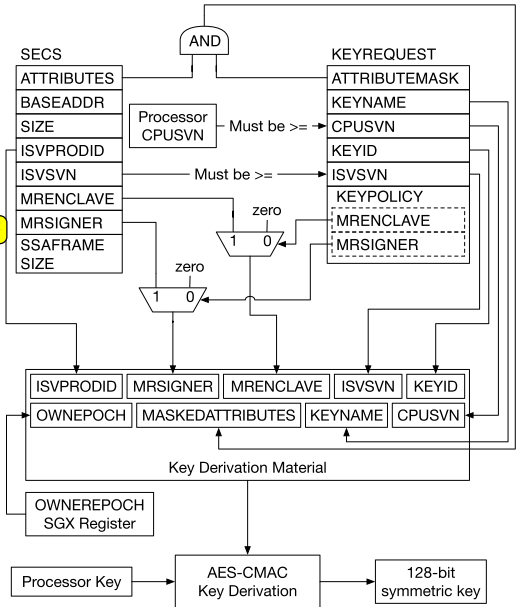 AND
SECS
KEYREQUEST
ATTRIBUTES
ATTRIBUTEMASK
BASEADDR
KEYNAME
SIZE
Processor
CPUSVN
Must be >=
CPUSVN
ISVPRODID
KEYID
ISVSVN
Must be >=
ISVSVN
MRENCLAVE
KEYPOLICY
MRSIGNER
zero
MRENCLAVE
1 0
MRSIGNER
SSAFRAME
SIZE
zero
1 0
ISVPRODID MRSIGNER MRENCLAVE ISVSVN KEYID
OWNEPOCH MASKEDATTRIBUTES KEYNAME CPUSVN
Key Derivation Material
OWNEREPOCH
SGX Register
Processor Key
AES-CMAC
Key Derivation
128-bit
symmetric key